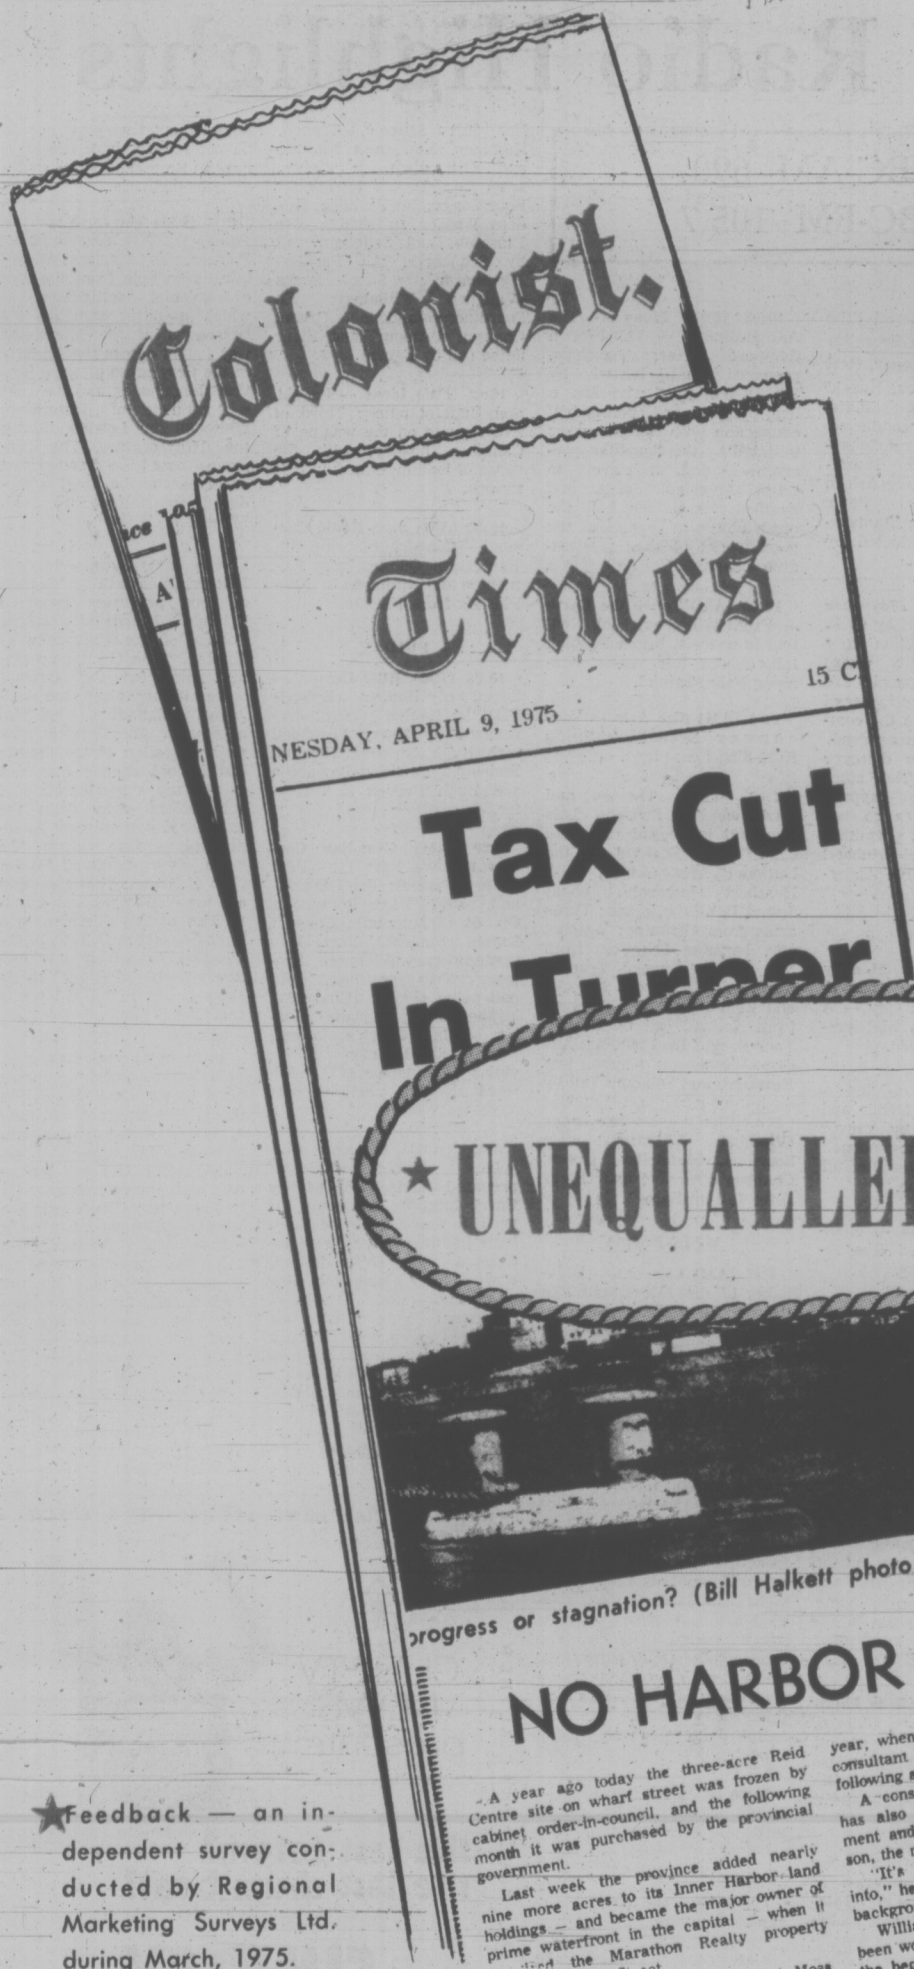 Colonist.
Times
15 C
NESDAY, APRIL 9, 1975
Tax Cut
In Turner
★ UNEQUALLE
progress or stagnation? (Bill Halkett photo
NO HARBOR
A year ago today the three-acre Reid
Centre site on wharf street was frozen by
cabinet order-in-council, and the following
month it was purchased by the provincial
government.
Last week the province added nearly
nine more acres to its Inner Harbor land
holdings — and became the major owner of
prime waterfront in the capital — when it
the Marathon Realty property
year, when
consultant
following
A cons
has also
ment and
son, the
"It's
into," he
backgro
Willi
been wo
★Feedback — an in-
dependent survey con-
ducted by Regional
Marketing Surveys Ltd.
during March, 1975.